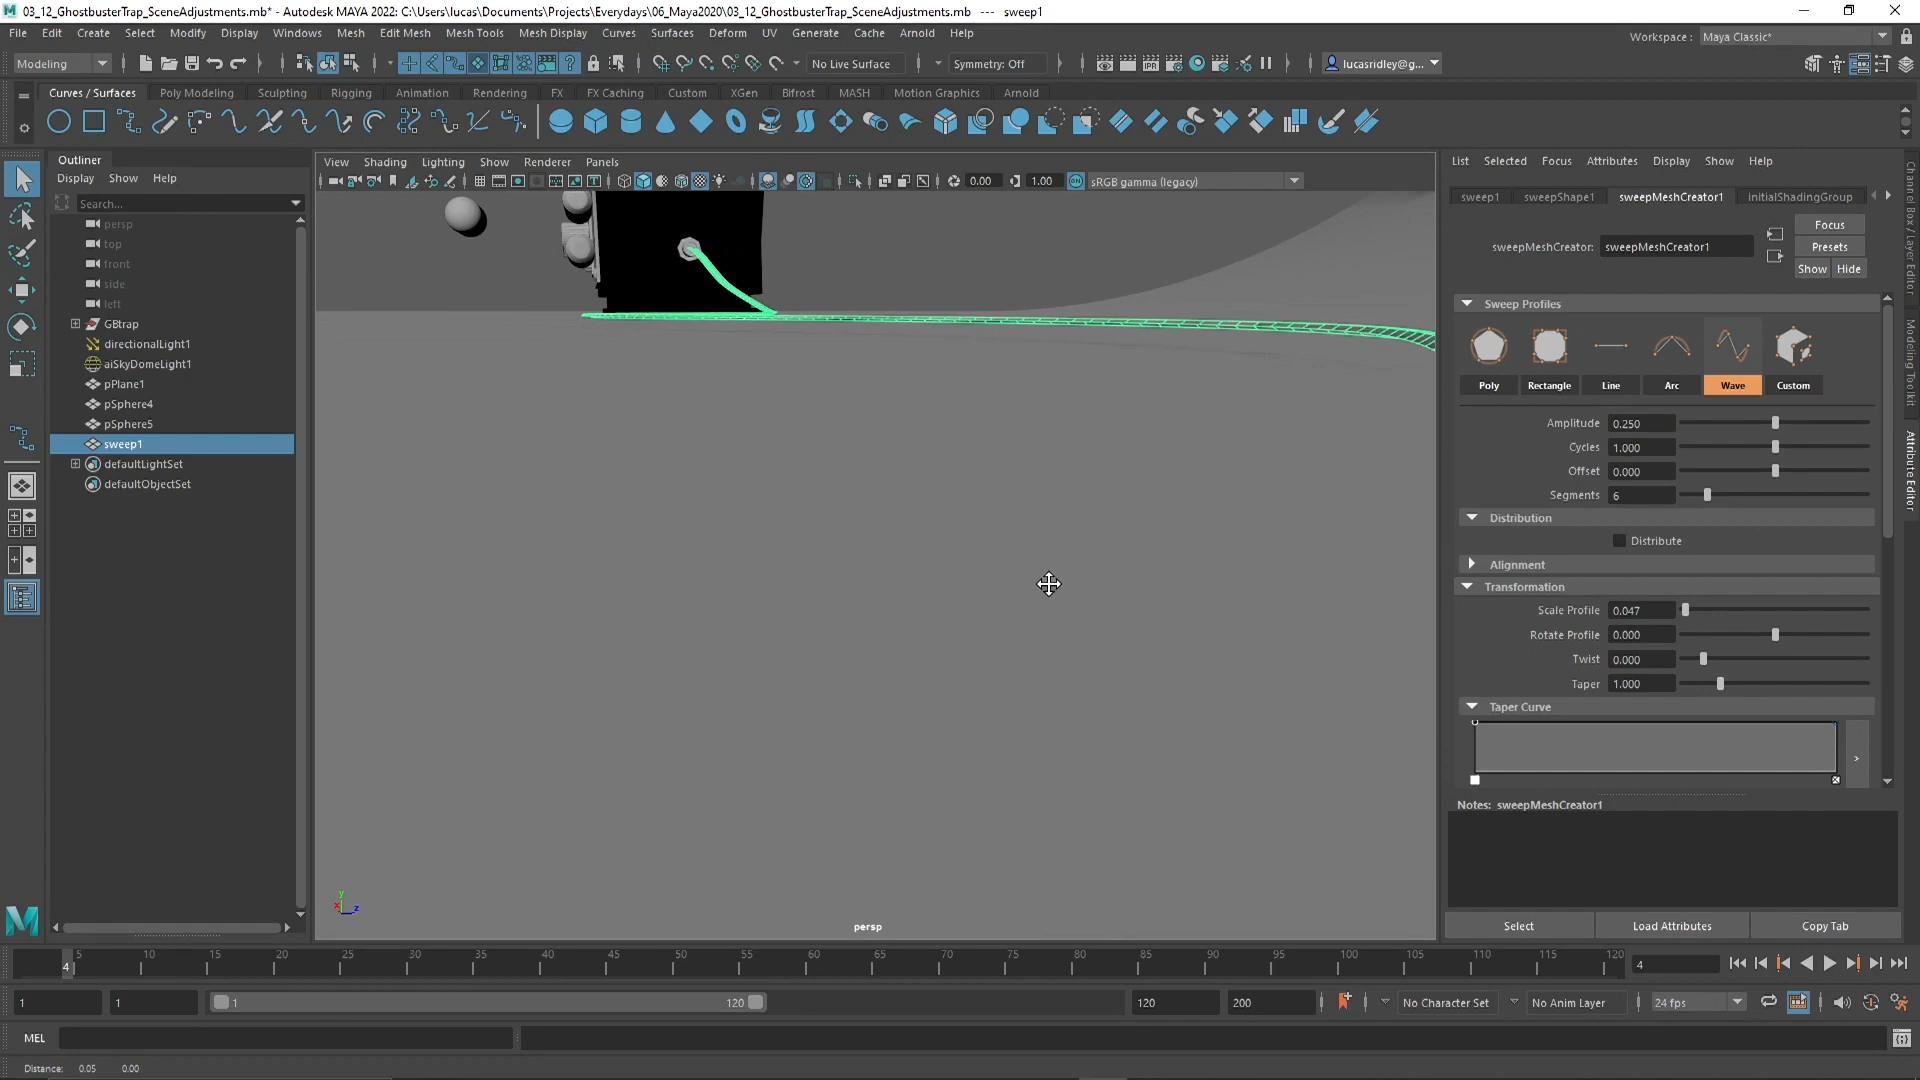 03_12_GhostbusterTrap_SceneAdjustments.mb* - Autodesk MAYA 2022: C:\Users\lucas\Documents\Projects\Everydays\06_Maya2020\03_12_GhostbusterTrap_SceneAdjustments.mb --- sweep1
File Edit Create Select Modify Display Windows Mesh Edit Mesh Mesh Tools Mesh Display Curves Surfaces Deform UV Generate Cache Arnold Help
Workspace: Maya Classic*
Modeling No Live Surface Symmetry: Off lucasridley@g...
Curves / Surfaces Poly Modeling Sculpting Rigging Animation Rendering FX FX Caching Custom XGen Bifrost MASH Motion Graphics Arnold
Outliner
Display Show Help
Search...
persp
top
front
side
left
GBtrap
directionalLight1
aiSkyDomeLight1
pPlane1
pSphere4
pSphere5
sweep1
defaultLightSet
defaultObjectSet
View Shading Lighting Show Renderer Panels
0.00 1.00 ON sRGB gamma (legacy)
y
x z
persp
List Selected Focus Attributes Display Show Help
sweep1 sweepShape1 sweepMeshCreator1 initialShadingGroup
Focus
sweepMeshCreator: sweepMeshCreator1 Presets
Show Hide
Sweep Profiles
Poly Rectangle Line Arc Wave Custom
Amplitude 0.250
Cycles 1.000
Offset 0.000
Segments 6
Distribution
Distribute
Alignment
Transformation
Scale Profile 0.047
Rotate Profile 0.000
Twist 0.000
Taper 1.000
Taper Curve
>
Notes: sweepMeshCreator1
Select Load Attributes Copy Tab
Channel Box / Layer Editor
Modeling Toolkit
Attribute Editor
4 5 10 15 20 25 30 35 40 45 50 55 60 65 70 75 80 85 90 95 100 105 110 115 120 4
1 1 1 120 120 200 No Character Set No Anim Layer 24 fps
MEL
Distance: 0.05 0.00